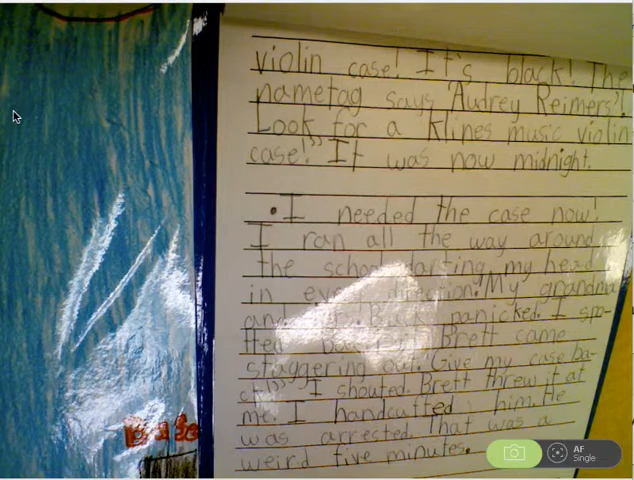 violin case! It's black! The
nametag says 'Audrey Reimers'!
Look for a Klines music violin
case!" It was now midnight.
• I needed the case now!
I ran all the way around
the school darting my head
in every direction. My grandma
and panicked. I spo-
tted Brett came
staggering out. "Give my case ba-
ck!" I shouted. Brett threw it at
me. I handcuffed him. He
was arrested. That was a
weird five minutes.
AF
Single